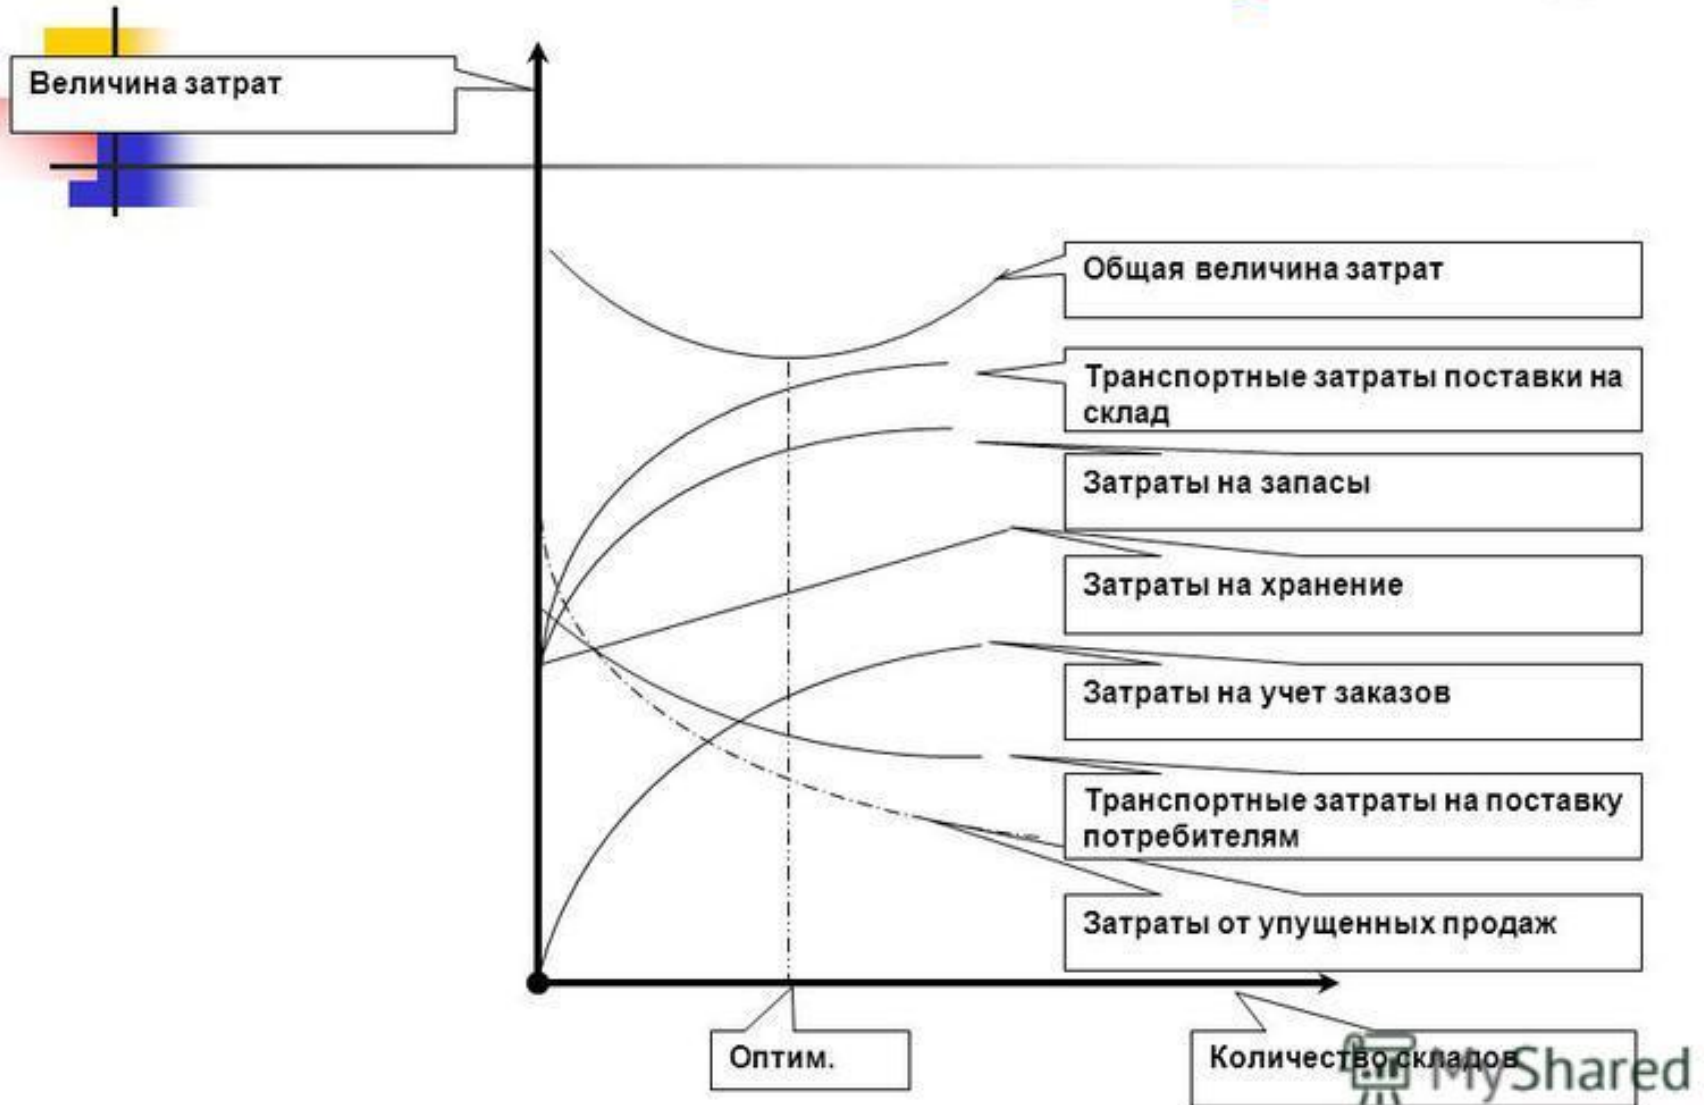 Величина затрат
Общая величина затрат
Транспортные затраты поставки на
склад
Затраты на запасы
Затраты на хранение
Затраты на учет заказов
Транспортные затраты на поставку
потребителям
Затраты от упущенных продаж
Оптим.
Количество складов
MyShared